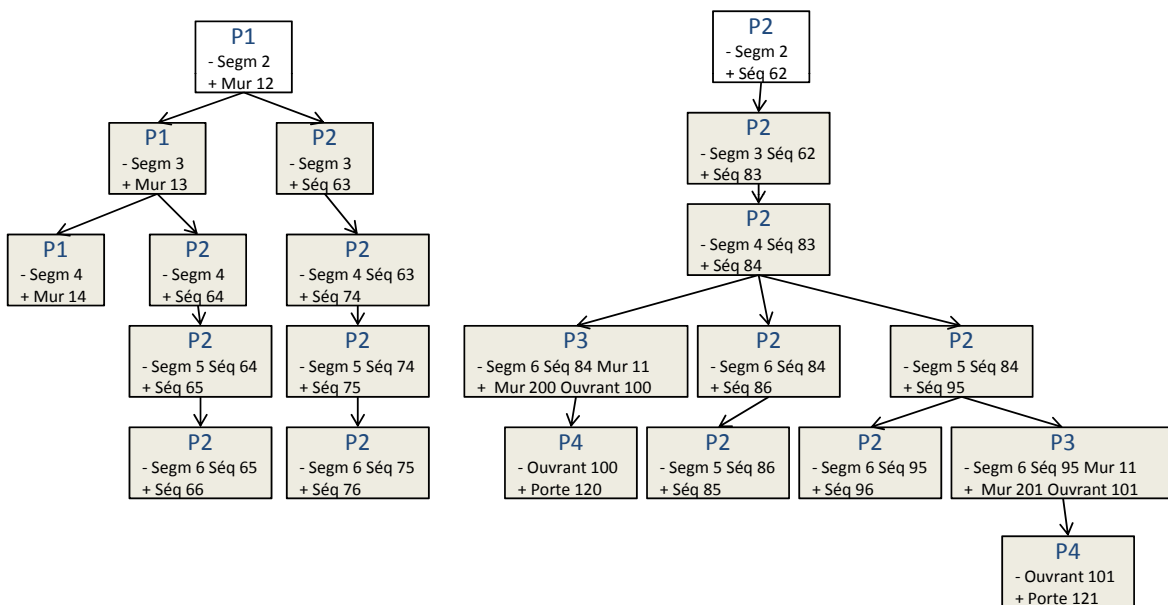 P1
- Segm 2
+ Mur 12
P1
- Segm 3
+ Mur 13
P2
- Segm 3
+ Séq 63
P1
- Segm 4
+ Mur 14
P2
- Segm 4
+ Séq 64
P2
- Segm 4 Séq 63
+ Séq 74
P2
- Segm 5 Séq 64
+ Séq 65
P2
- Segm 5 Séq 74
+ Séq 75
P2
- Segm 6 Séq 65
+ Séq 66
P2
- Segm 6 Séq 75
+ Séq 76
P2
- Segm 2
+ Séq 62
P2
- Segm 3 Séq 62
+ Séq 83
P2
- Segm 4 Séq 83
+ Séq 84
P3
- Segm 6 Séq 84 Mur 11
+ Mur 200 Ouvrant 100
P2
- Segm 6 Séq 84
+ Séq 86
P2
- Segm 5 Séq 84
+ Séq 95
P4
- Ouvrant 100
+ Porte 120
P2
- Segm 5 Séq 86
+ Séq 85
P2
- Segm 6 Séq 95
+ Séq 96
P3
- Segm 6 Séq 95 Mur 11
+ Mur 201 Ouvrant 101
P4
- Ouvrant 101
+ Porte 121